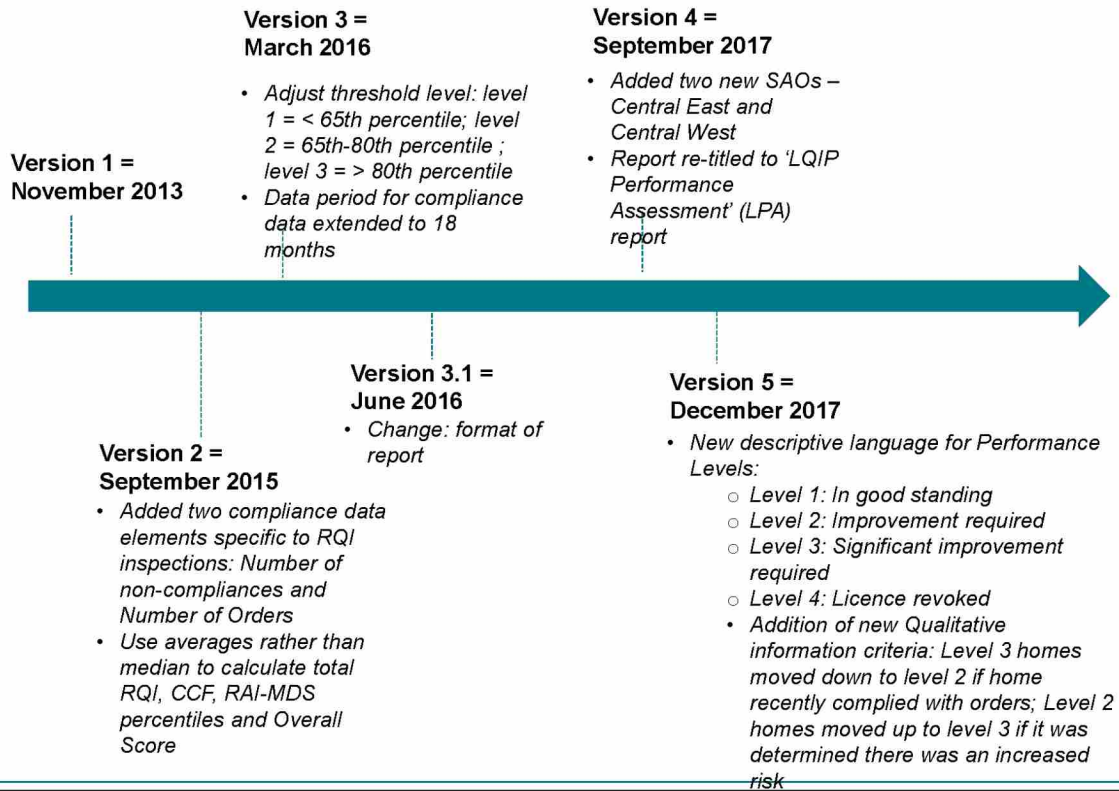 Version 1 =
November 2013
Version 2 =
September 2015
• Added two compliance data
elements specific to RQI
inspections: Number of
non-compliances and
Number of Orders
• Use averages rather than
median to calculate total
RQI, CCF, RAI-MDS
percentiles and Overall
Score
Version 3 =
March 2016
• Adjust threshold level: level
1 = < 65th percentile; level
2 = 65th-80th percentile ;
level 3 = > 80th percentile
• Data period for compliance
data extended to 18
months
Version 3.1 =
June 2016
• Change: format of
report
Version 4 =
September 2017
• Added two new SAOs –
Central East and
Central West
• Report re-titled to ‘LQIP
Performance
Assessment’ (LPA)
report
Version 5 =
December 2017
• New descriptive language for Performance
Levels:
○ Level 1: In good standing
○ Level 2: Improvement required
○ Level 3: Significant improvement
required
○ Level 4: Licence revoked
• Addition of new Qualitative
information criteria: Level 3 homes
moved down to level 2 if home
recently complied with orders; Level 2
homes moved up to level 3 if it was
determined there was an increased
risk